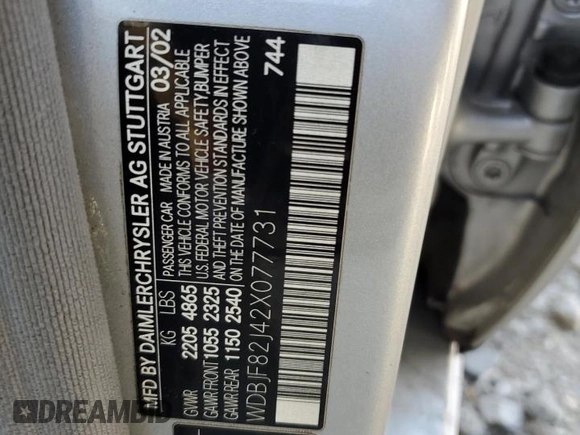 MFD BY DAIMLERCHRYSLER AG STUTTGART
KG LBS PASSENGER CAR MADE IN AUSTRIA 03/02
GVWR 2205 4865 THIS VEHICLE CONFORMS TO ALL APPLICABLE
U.S. FEDERAL MOTOR VEHICLE SAFETY,BUMPER
GAWR FRONT 1055 2325 AND THEFT PREVENTION STANDARDS IN EFFECT
GAWR REAR 1150 2540 ON THE DATE OF MANUFACTURE SHOWN ABOVE
WDBJF82J42X077731 744
DREAMBID